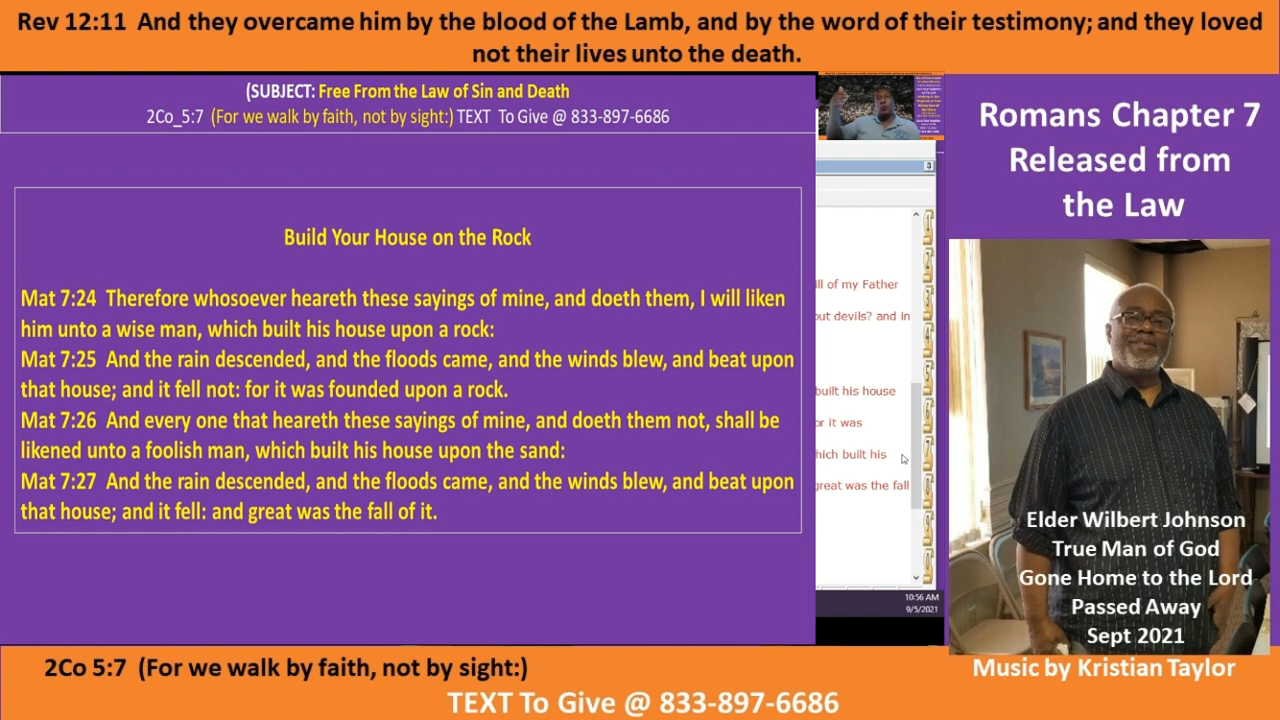 Rev 12:11 And they overcame him by the blood of the Lamb, and by the word of their testimony; and they loved
not their lives unto the death.
(SUBJECT: Free From the Law of Sin and Death
2Co_5:7 (For we walk by faith, not by sight:) TEXT To Give @ 833-897-6686
Build Your House on the Rock
Mat 7:24 Therefore whosoever heareth these sayings of mine, and doeth them, I will liken
him unto a wise man, which built his house upon a rock:
Mat 7:25 And the rain descended, and the floods came, and the winds blew, and beat upon
that house; and it fell not: for it was founded upon a rock.
Mat 7:26 And every one that heareth these sayings of mine, and doeth them not, shall be
likened unto a foolish man, which built his house upon the sand:
Mat 7:27 And the rain descended, and the floods came, and the winds blew, and beat upon
that house; and it fell: and great was the fall of it.
of my Father
devils? and in
built his house
it was
built his
great was the fall
10:56 AM
9/5/2021
Romans Chapter 7
Released from
the Law
Elder Wilbert Johnson
True Man of God
Gone Home to the Lord
Passed Away
Sept 2021
2Co 5:7 (For we walk by faith, not by sight:)
Music by Kristian Taylor
TEXT To Give @ 833-897-6686